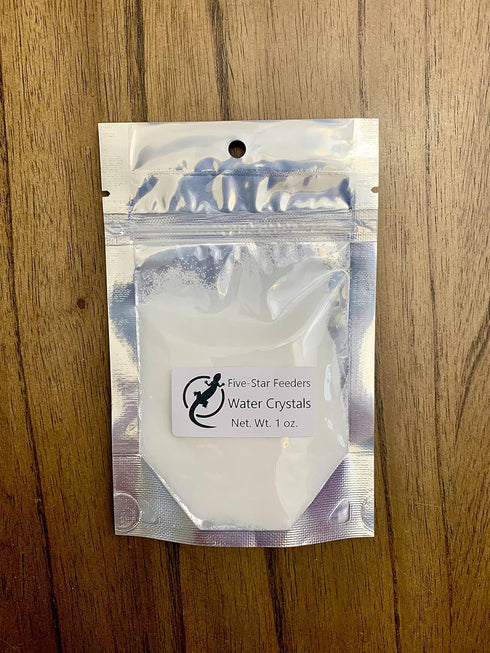 Five-Star Feeders
Water Crystals
Net. Wt. 1 oz.